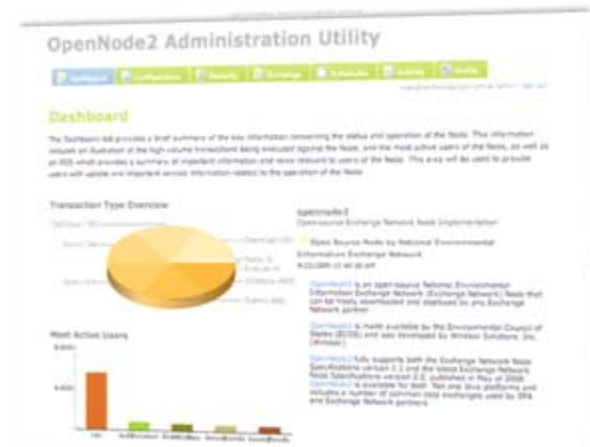 OpenNode2 Administration Utility
Dashboard Configuration Security Exchange Schedules Activity Profile
Dashboard
The Dashboard tab provides a brief summary of the key information concerning the status and operation of the Node. This information
includes an illustration of the high volume transactions being executed against the Node, and the most active users of the Node, as well as
an RSS which provides a summary of important information and news relevant to users of the Node. This area will be used to provide
users with update and important service information related to the operation of the Node.
Transaction Type Overview
opennode2
Open-source Exchange Network Node Implementation
Open Source Node by National Environmental
Information Exchange Network
OpenNode2 is an open-source National Environmental
Information Exchange Network (Exchange Network) Node that
can be freely downloaded and deployed by any Exchange
Network partner.
OpenNode2 is made available by the Environmental Council of
States (ECOS) and was developed by Windsor Solutions, Inc.
(Windsor)
OpenNode2 fully supports both the Exchange Network Node
Specifications version 1.1 and the latest Exchange Network
Node Specifications version 2.0, published in May of 2008.
OpenNode2 is available for both .Net and Java platforms and
includes a number of common data exchanges used by EPA
and Exchange Network partners
Most Active Users